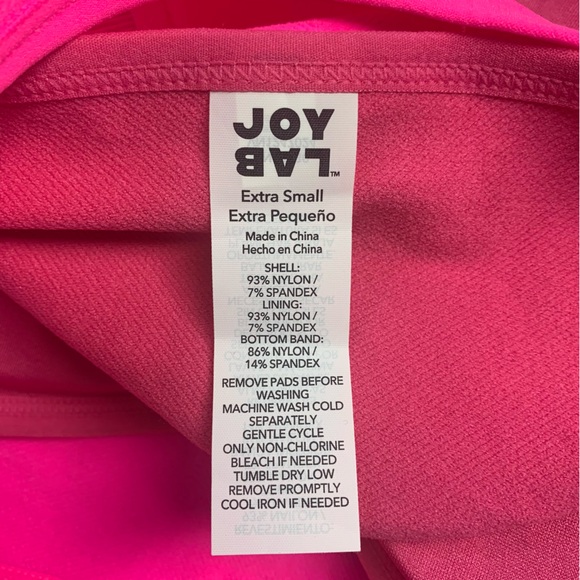 JOY
LAB™
Extra Small
Extra Pequeño
Made in China
Hecho en China
SHELL:
93% NYLON /
7% SPANDEX
LINING:
93% NYLON /
7% SPANDEX
BOTTOM BAND:
86% NYLON /
14% SPANDEX
REMOVE PADS BEFORE
WASHING
MACHINE WASH COLD
SEPARATELY
GENTLE CYCLE
ONLY NON-CHLORINE
BLEACH IF NEEDED
TUMBLE DRY LOW
REMOVE PROMPTLY
COOL IRON IF NEEDED